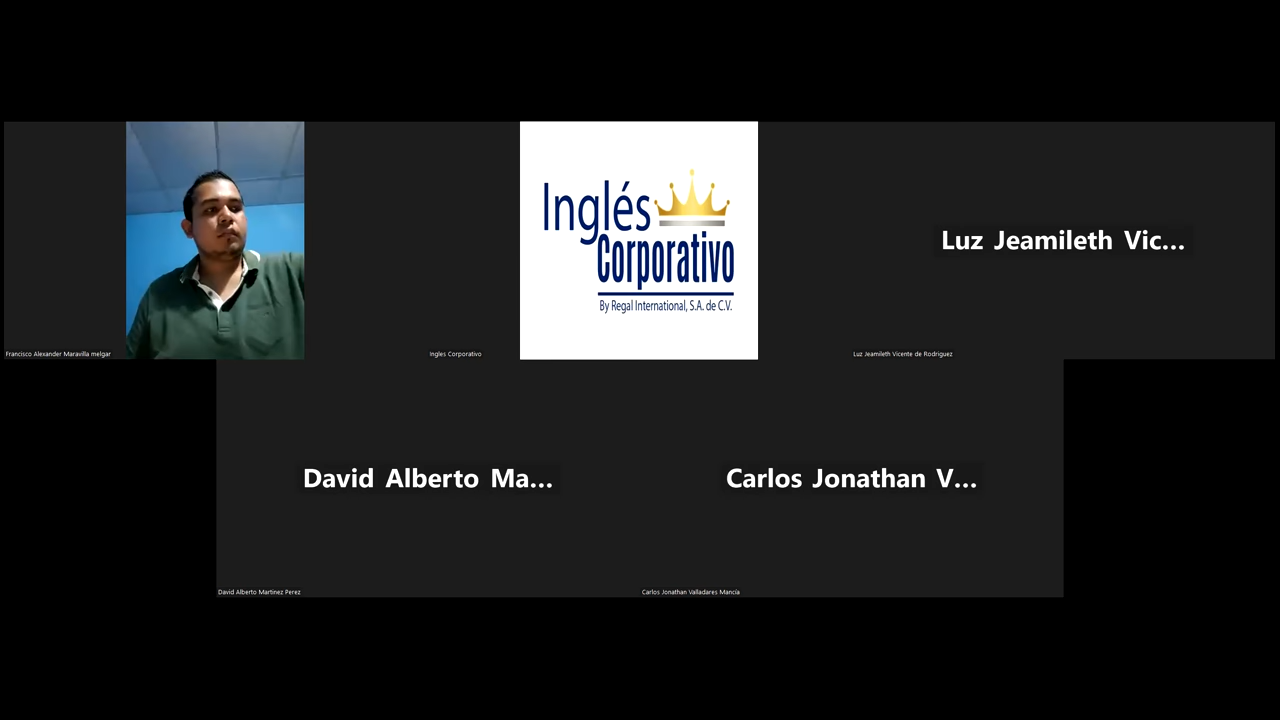 Inglés
Corporativo
By Regal International, S.A. de C.V.
Luz Jeamileth Vic...
Francisco Alexander Maravilla melgar
Ingles Corporativo
Luz Jeamileth Vicente de Rodriguez
David Alberto Ma...
Carlos Jonathan V...
David Alberto Martinez Perez
Carlos Jonathan Valladares Mancía